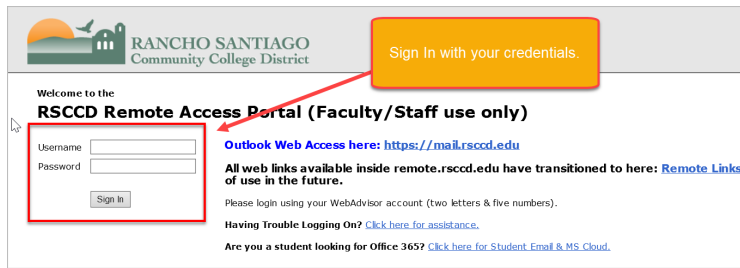 RANCHO SANTIAGO
Community College District
Sign In with your credentials.
Welcome to the
RSCCD Remote Access Portal (Faculty/Staff use only)
Username
Password
Sign In
Outlook Web Access here: https://mail.rsccd.edu
All web links available inside remote.rsccd.edu have transitioned to here: Remote Links
of use in the future.
Please login using your WebAdvisor account (two letters & five numbers).
Having Trouble Logging On? Click here for assistance.
Are you a student looking for Office 365? Click here for Student Email & MS Cloud.